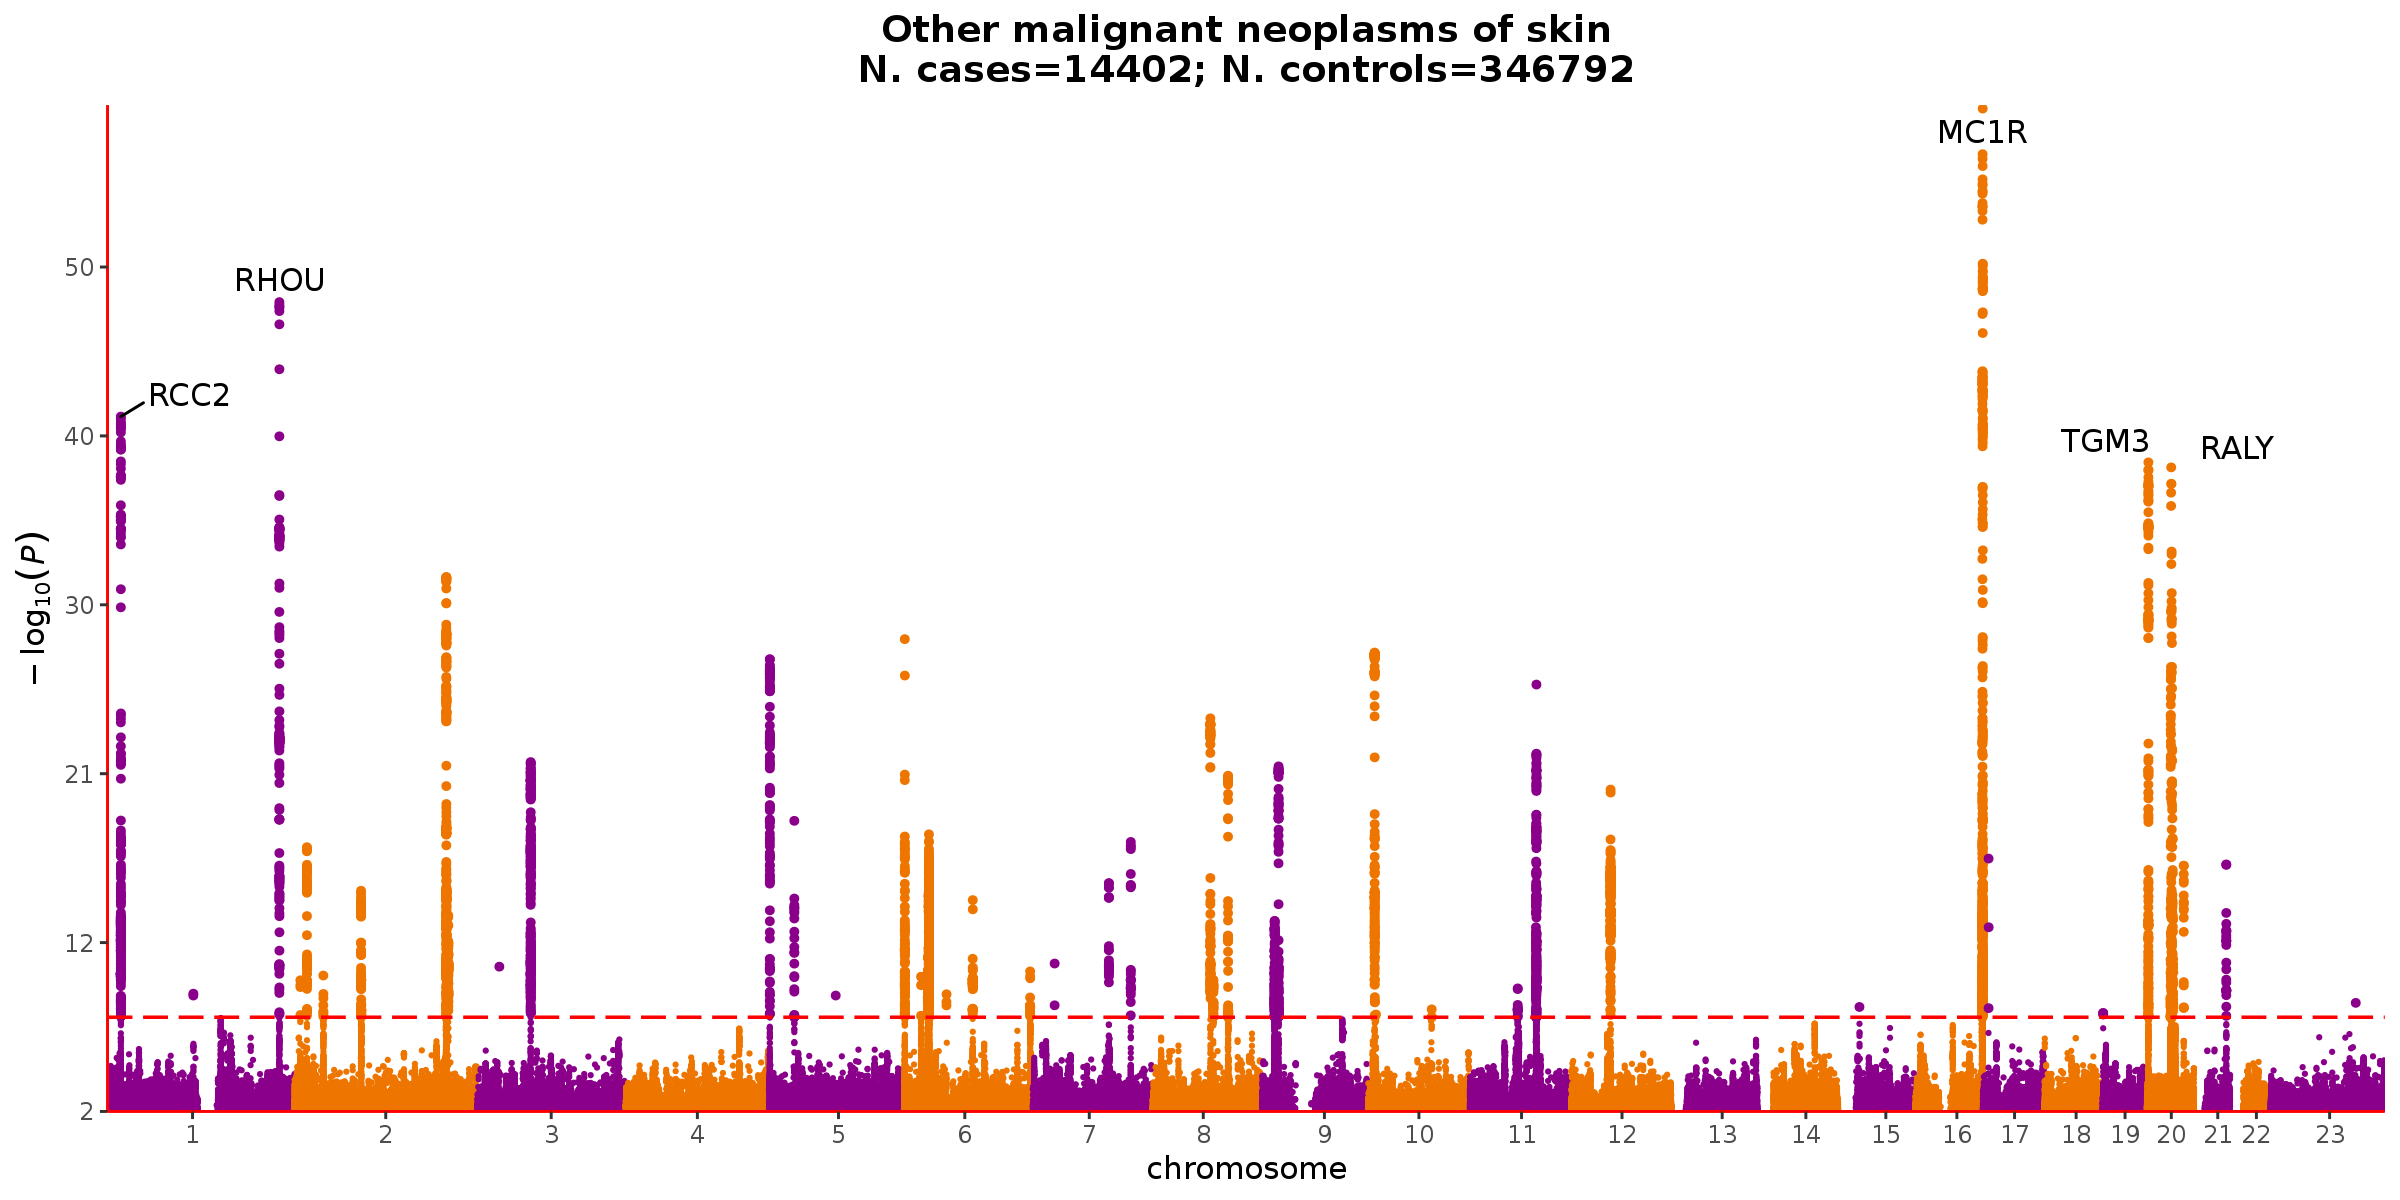 Other malignant neoplasms of skin
N. cases=14402; N. controls=346792
MC1R
RHOU
RCC2
TGM3
RALY
50
40
30
21
12
2
−log10(P)
1 2 3 4 5 6 7 8 9 10 11 12 13 14 15 16 17 18 19 20 21 22 23
chromosome